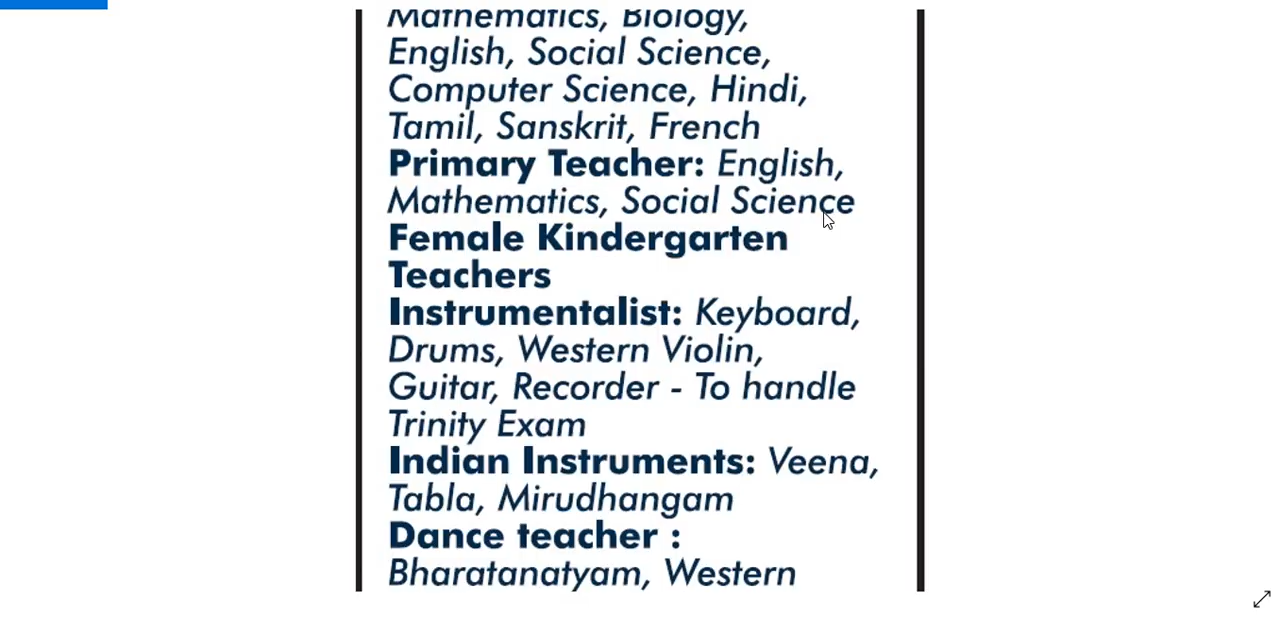 Mathematics, Biology,
English, Social Science,
Computer Science, Hindi,
Tamil, Sanskrit, French
Primary Teacher: English,
Mathematics, Social Science
Female Kindergarten
Teachers
Instrumentalist: Keyboard,
Drums, Western Violin,
Guitar, Recorder - To handle
Trinity Exam
Indian Instruments: Veena,
Tabla, Mirudhangam
Dance teacher :
Bharatanatyam, Western